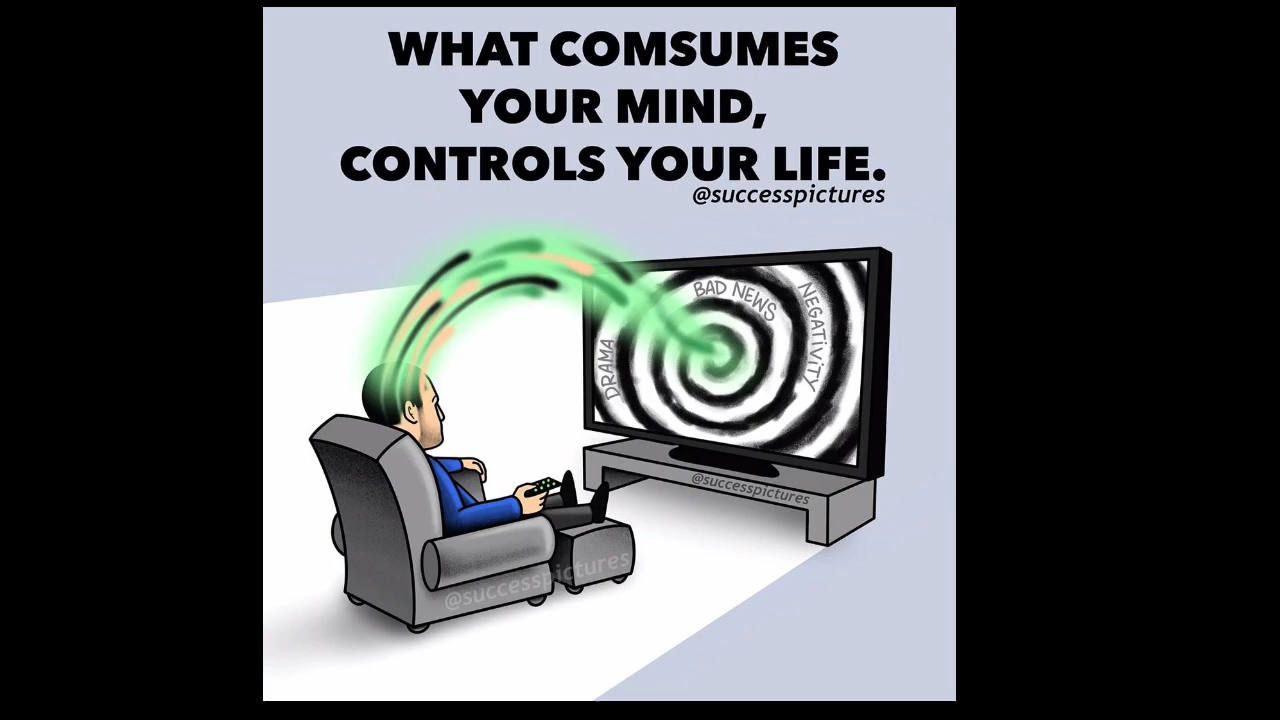 WHAT COMSUMES
YOUR MIND,
CONTROLS YOUR LIFE.
@successpictures
BAD NEWS
NEGATIVITY
DRAMA
@successpictures
@successpictures